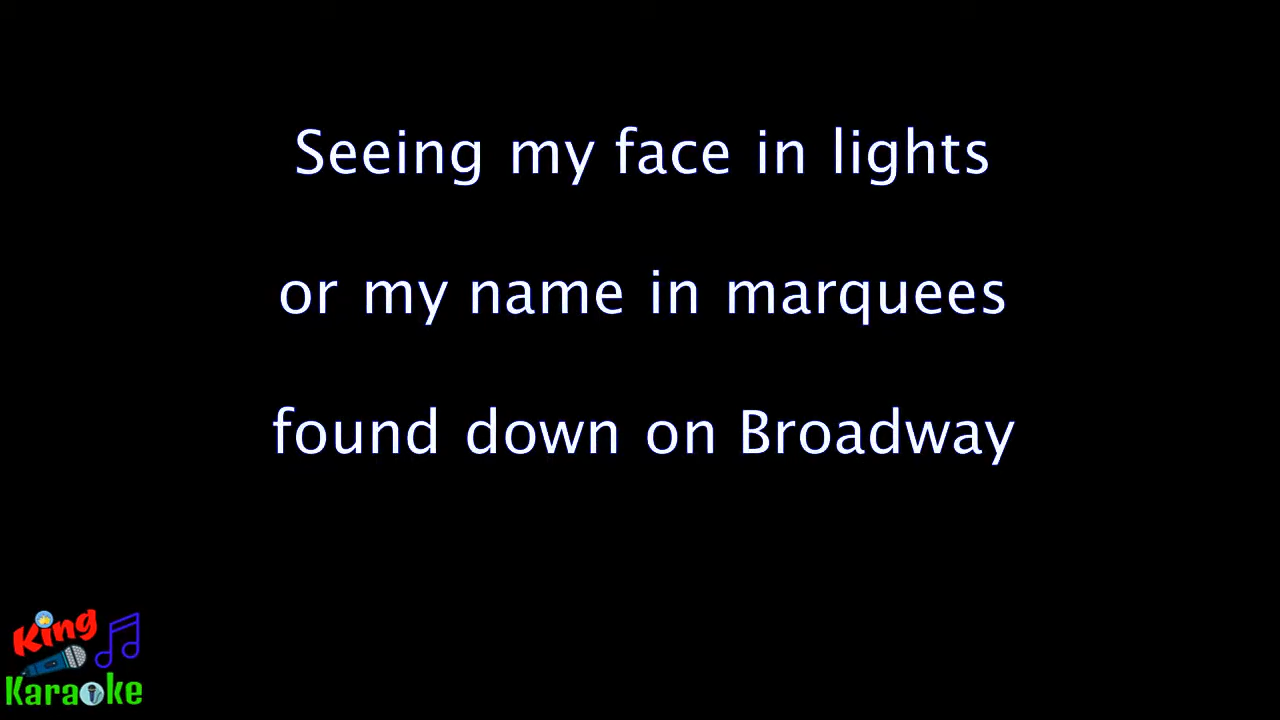 Seeing my face in lights
or my name in marquees
found down on Broadway
King
Karaoke